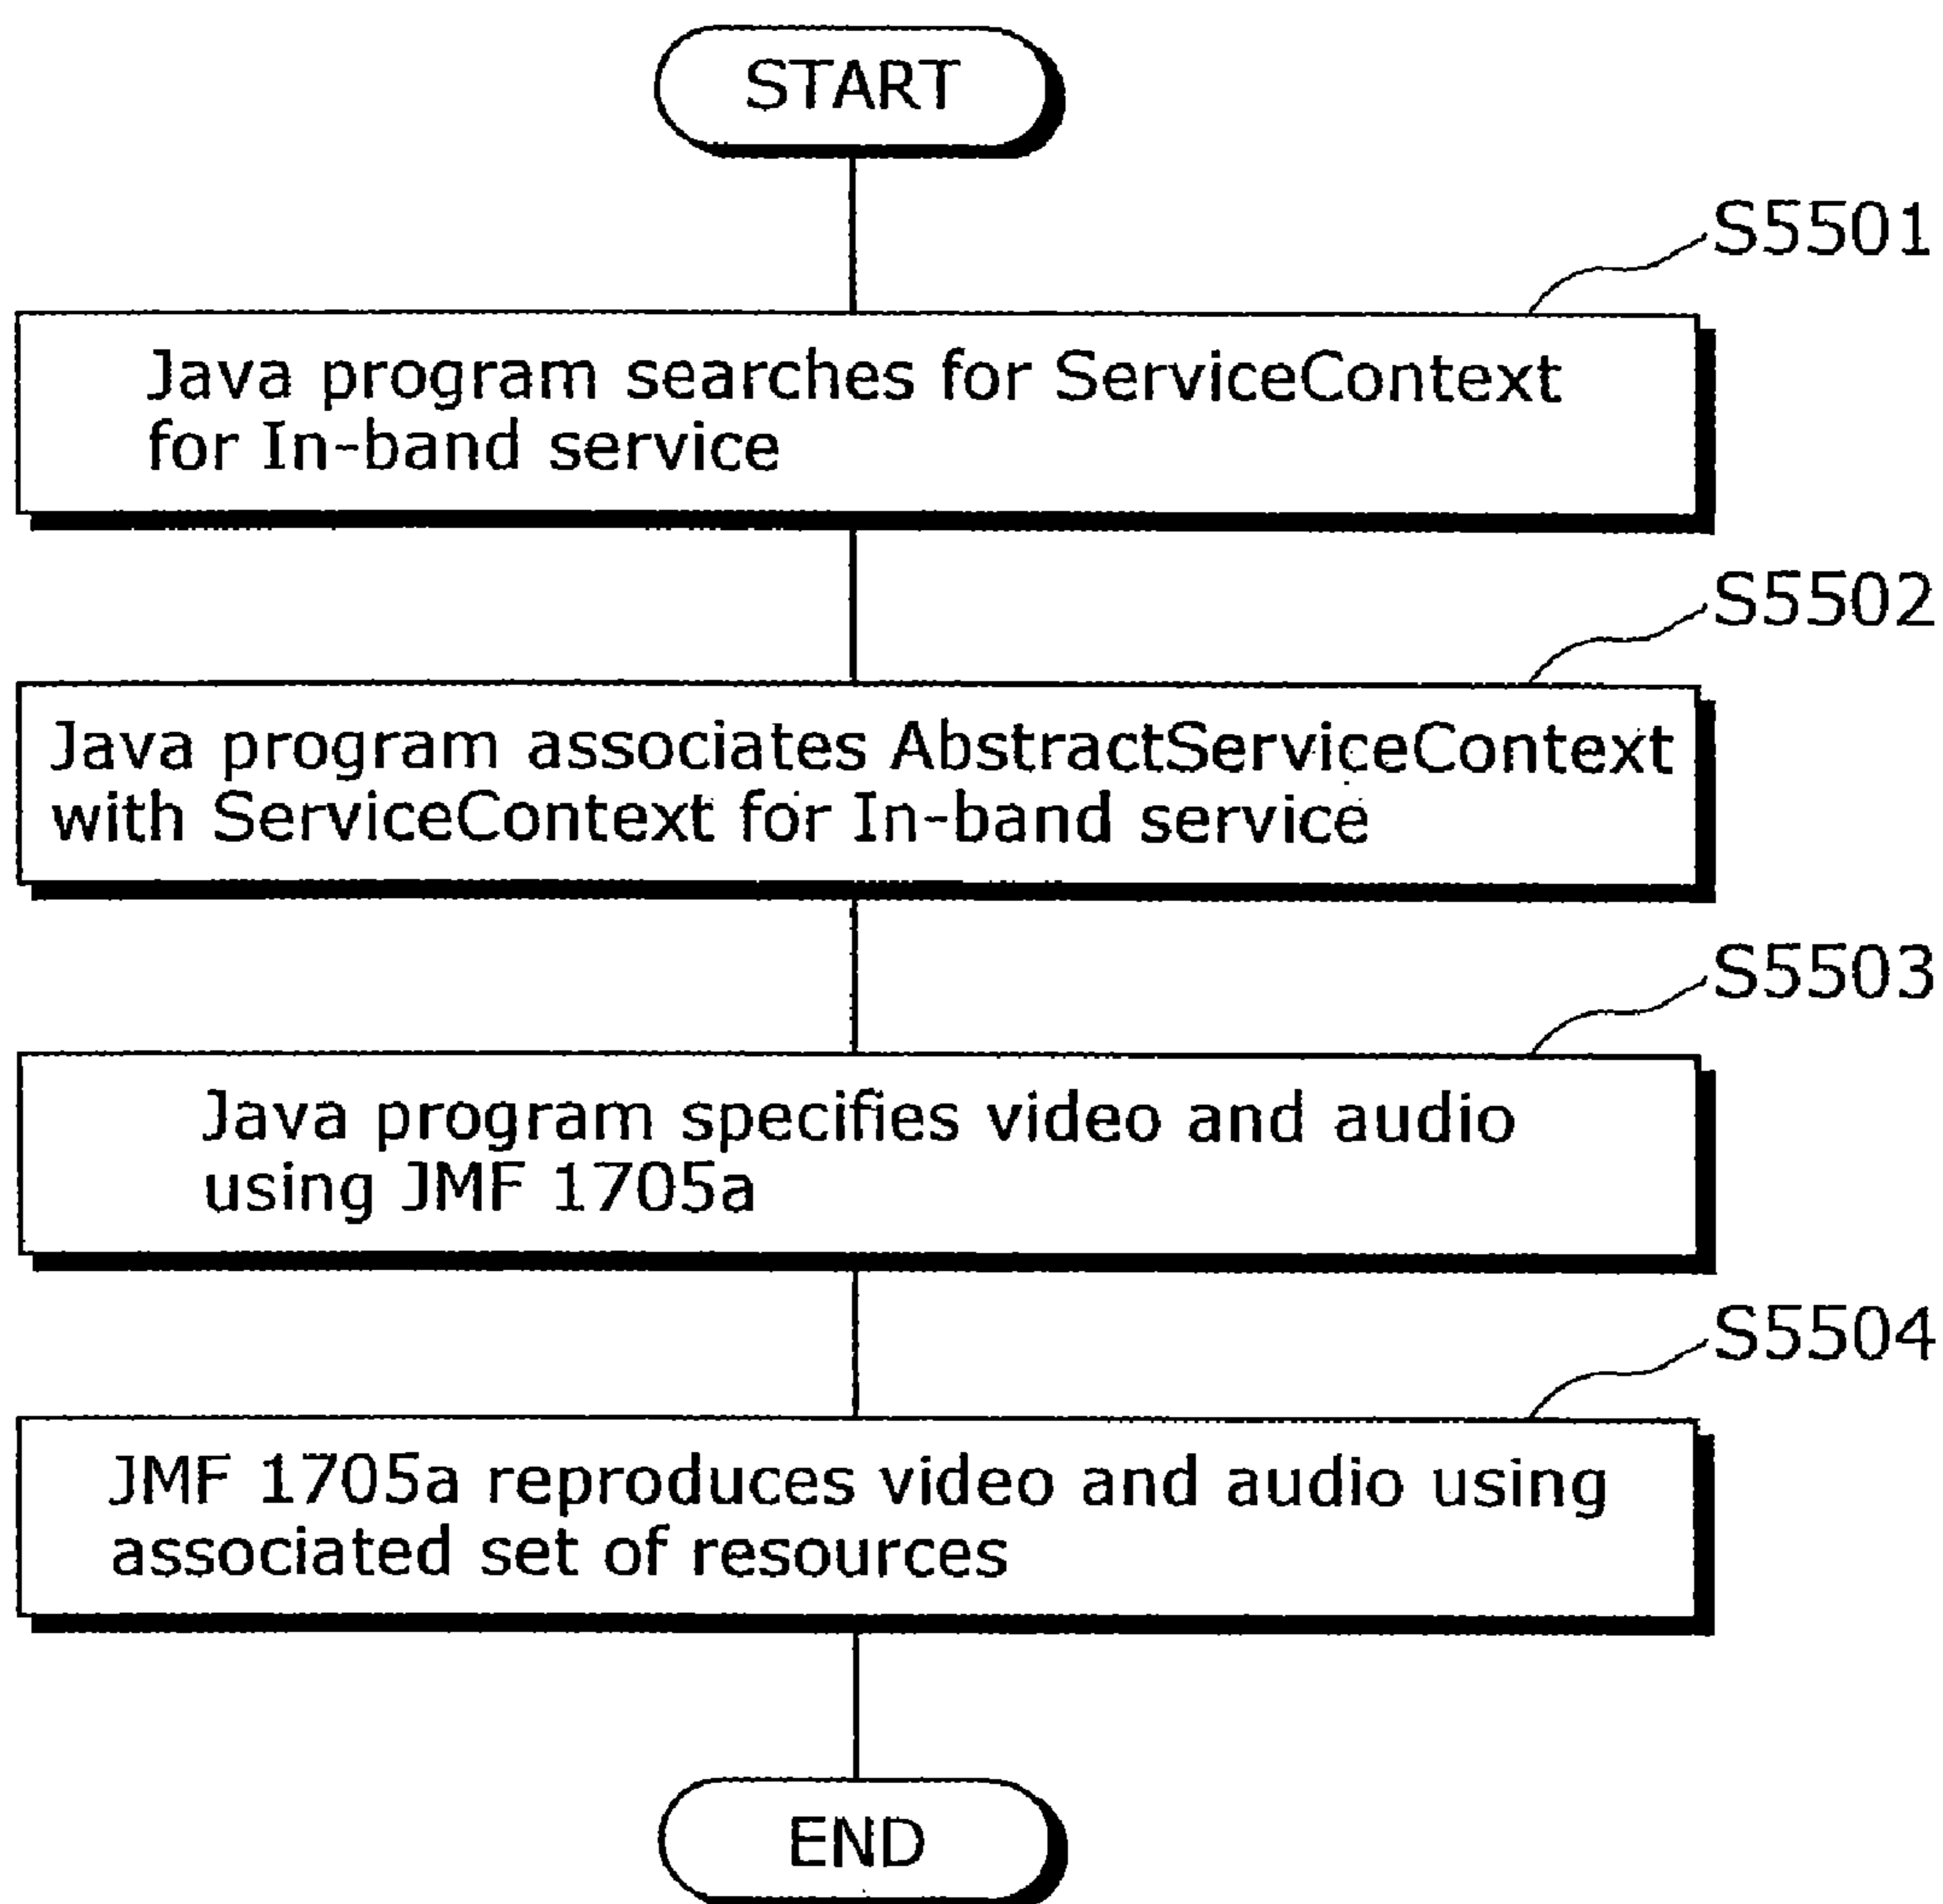 START
S5501
Java program searches for ServiceContext
for In-band service
S5502
Java program associates AbstractServiceContext
with ServiceContext for In-band service
S5503
Java program specifies video and audio
using JMF 1705a
S5504
JMF 1705a reproduces video and audio using
associated set of resources
END